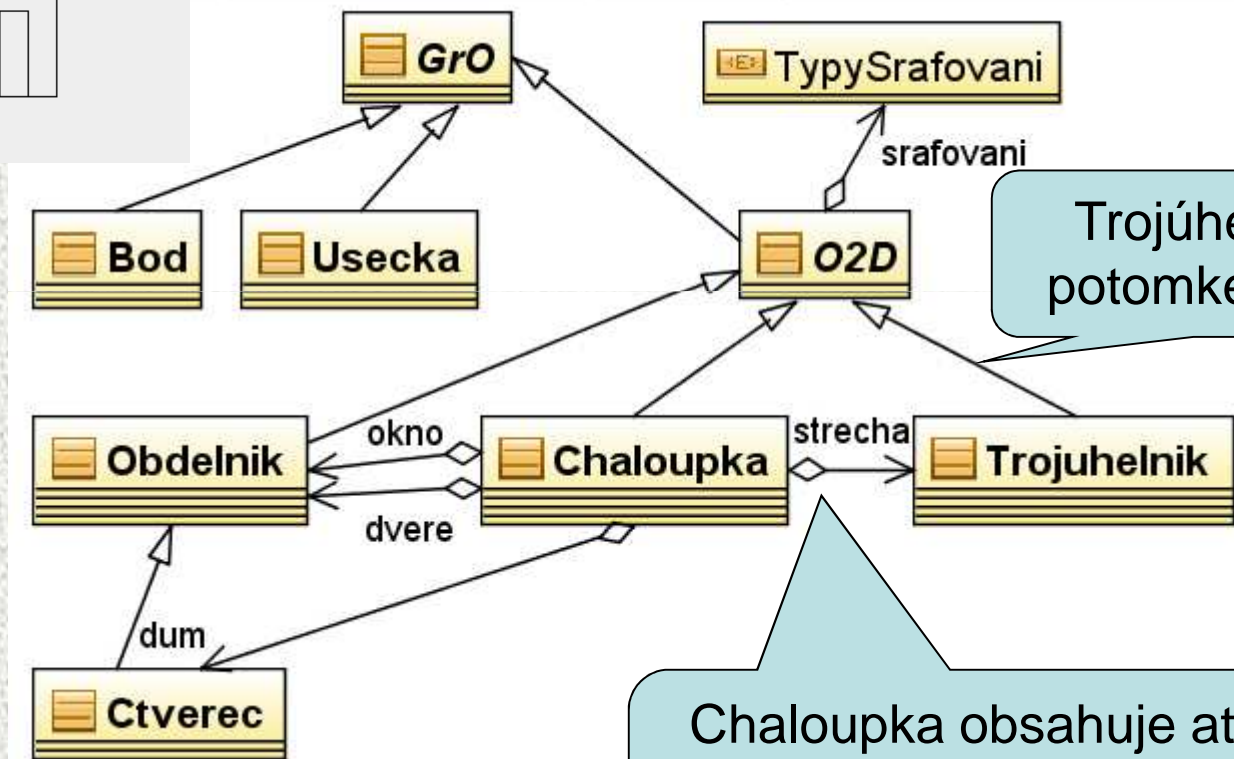 GrO
<E> TypySrafovani
srafovani
Bod
Usecka
O2D
Trojúhe
potomke
Obdelnik
okno
Chaloupka
strecha
Trojuhelnik
dvere
dum
Ctverec
Chaloupka obsahuje at